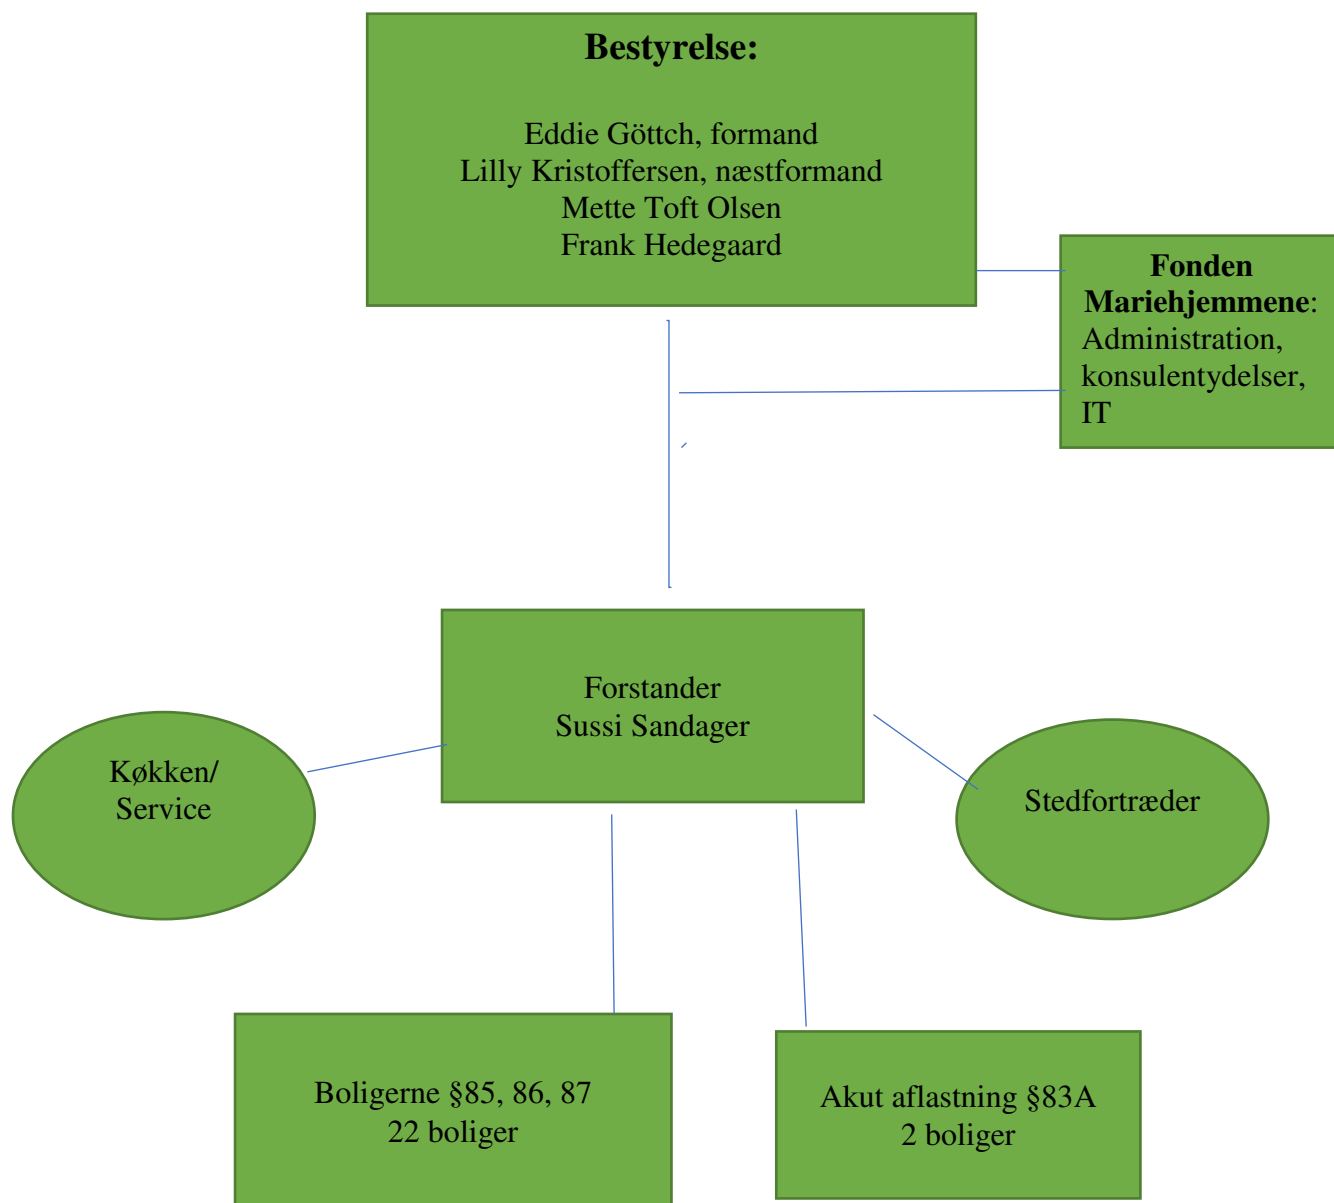 Bestyrelse:
Eddie Göttch, formand
Lilly Kristoffersen, næstformand
Mette Toft Olsen
Frank Hedegaard
Fonden
Mariehjemmene:
Administration,
konsulentydelser,
IT
Forstander
Sussi Sandager
Køkken/
Service
Stedfortræder
Boligerne §85, 86, 87
22 boliger
Akut aflastning §83A
2 boliger